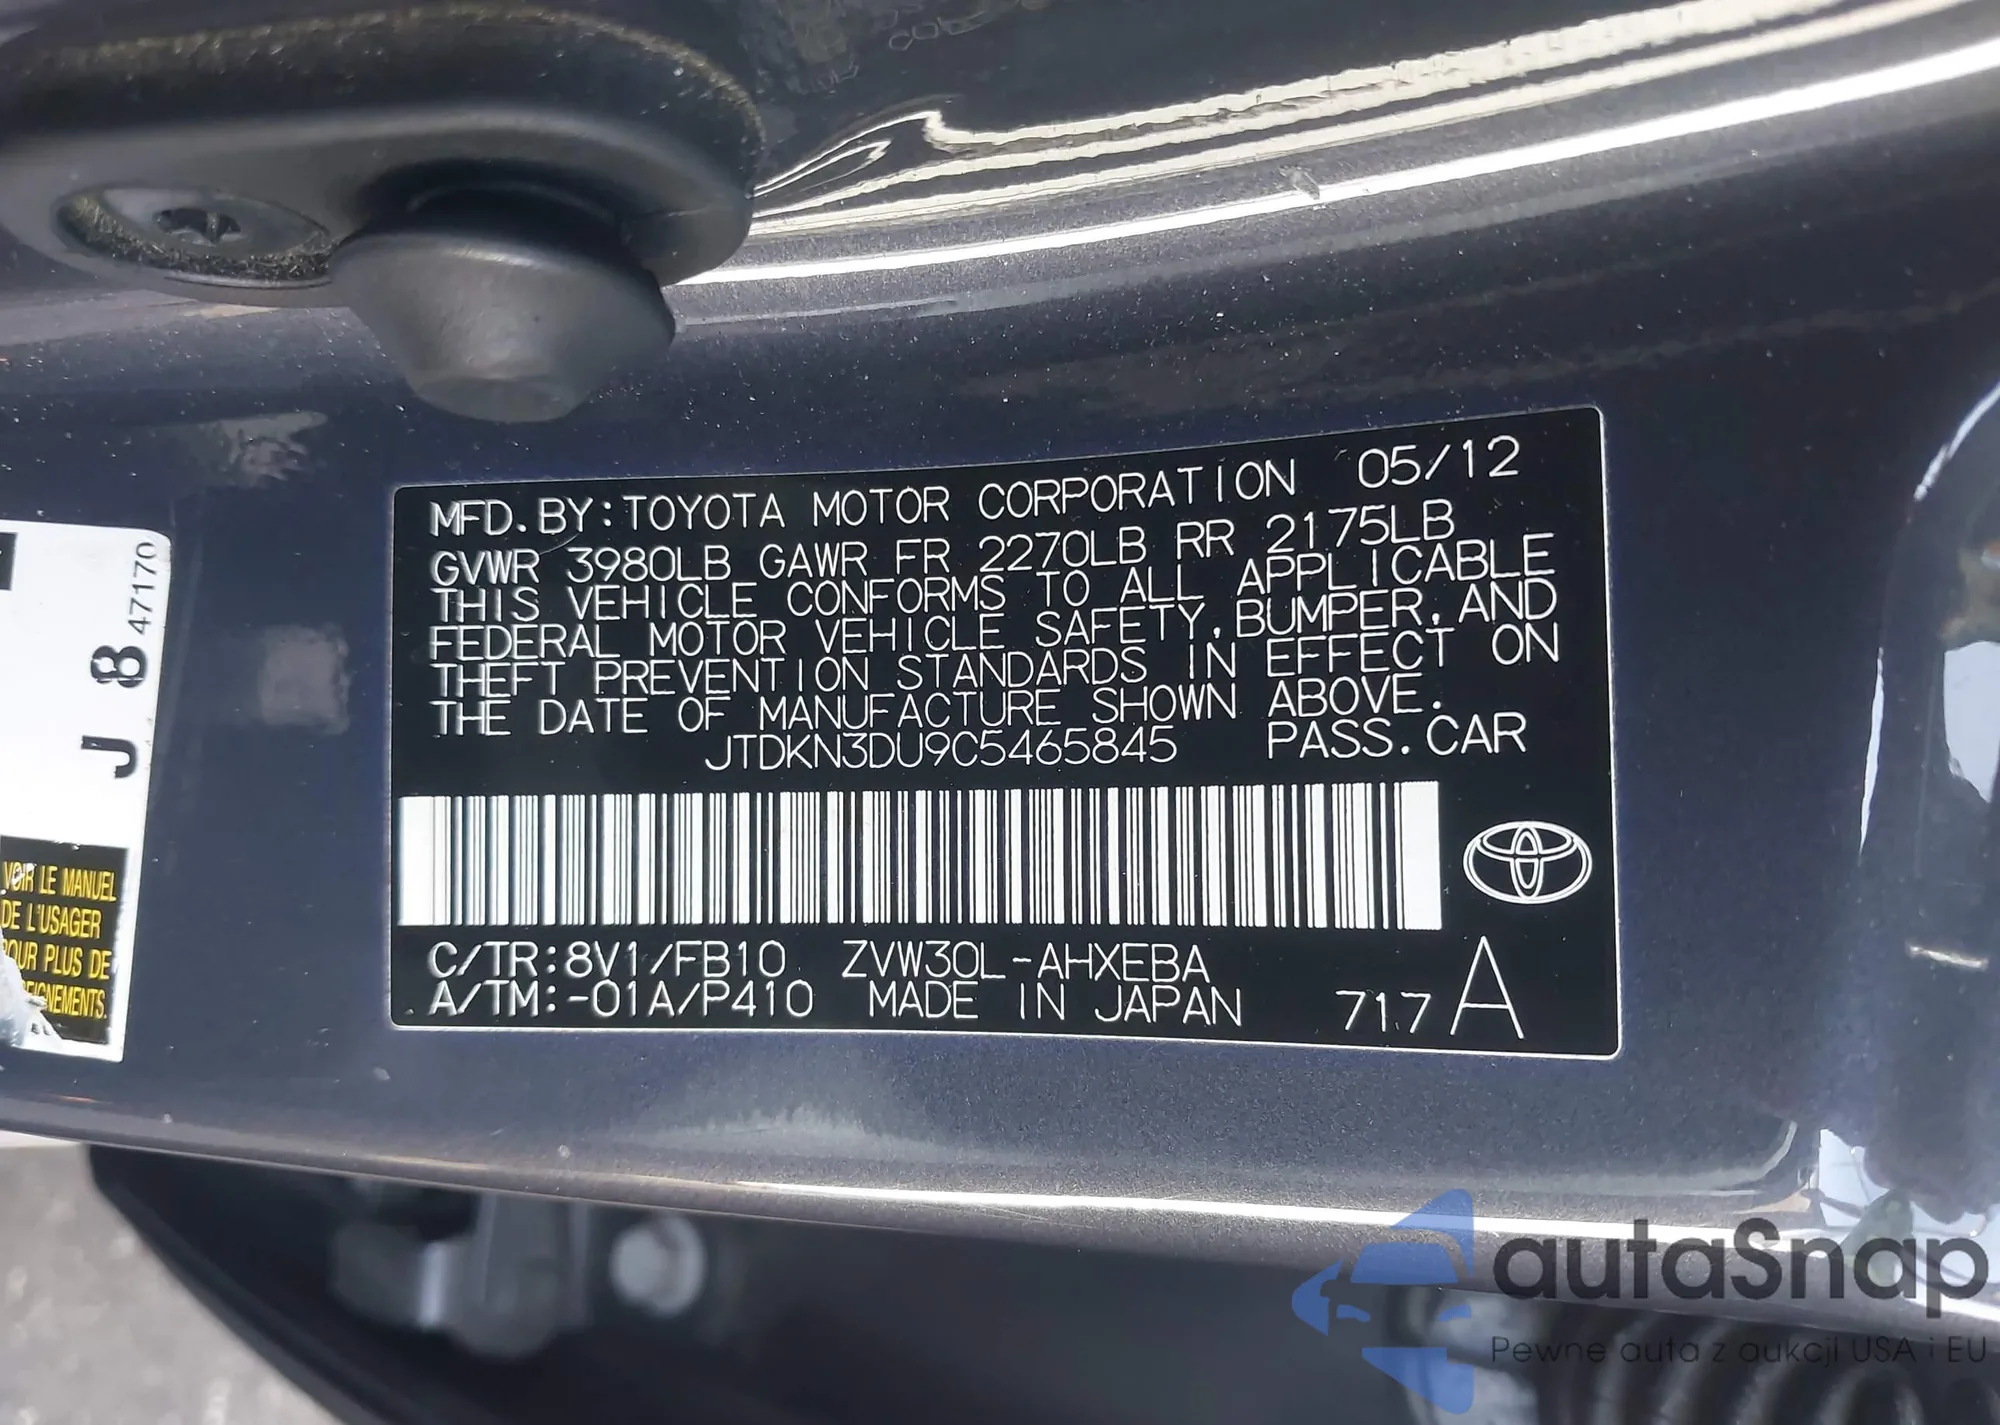 MFD. BY: TOYOTA MOTOR CORPORATION 05/12
GVWR 3980LB GAWR FR 2270LB RR 2175LB
THIS VEHICLE CONFORMS TO ALL APPLICABLE
FEDERAL MOTOR VEHICLE SAFETY, BUMPER, AND
THEFT PREVENTION STANDARDS IN EFFECT ON
THE DATE OF MANUFACTURE SHOWN ABOVE.
JTDKN3DU9C5465845 PASS. CAR
C/TR: 8V1/FB10 ZVW30L-AHXEBA
A/TM: -01A/P410 MADE IN JAPAN 717 A
J 8 47170
VOIR LE MANUEL
DE L'USAGER
POUR PLUS DE
autaSnap
Pewne auta z aukcji USA i EU